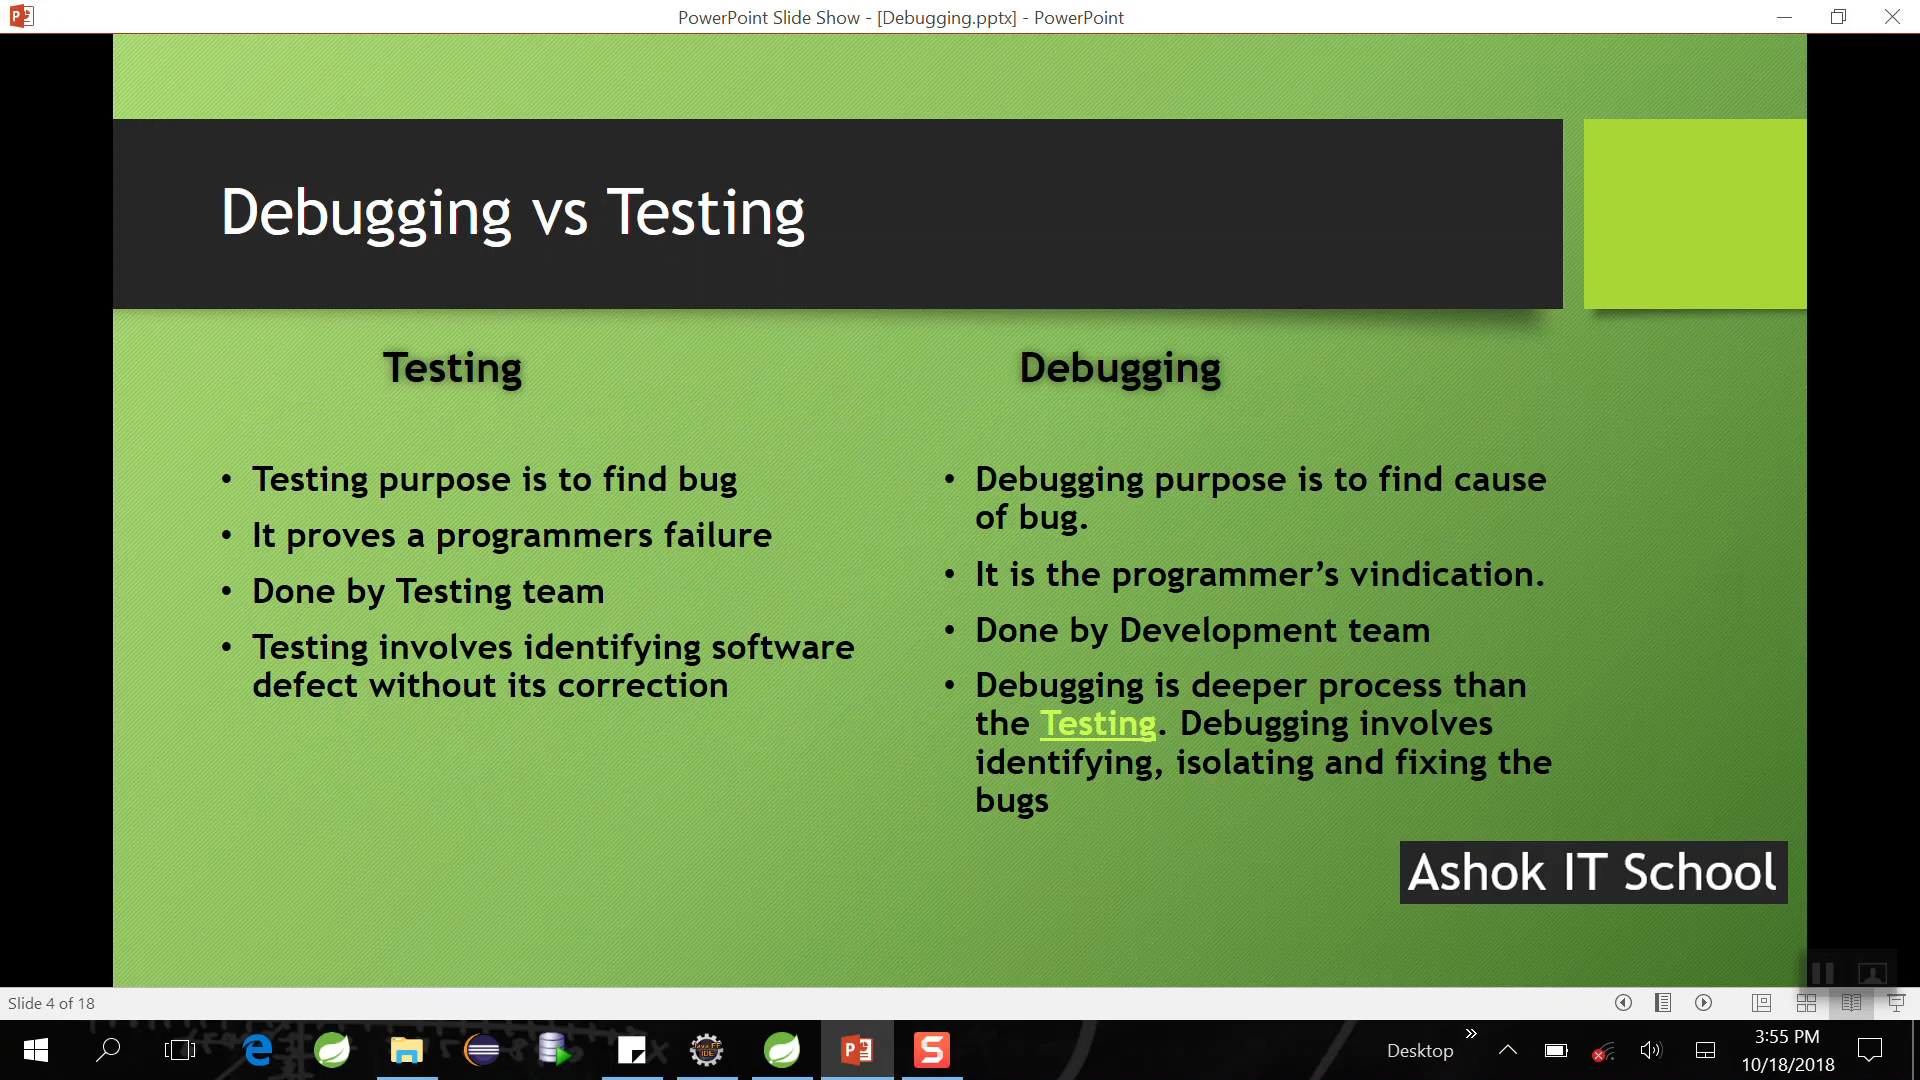 PowerPoint Slide Show - [Debugging.pptx] - PowerPoint
Debugging vs Testing
Testing
• Testing purpose is to find bug
• It proves a programmers failure
• Done by Testing team
• Testing involves identifying software
defect without its correction
Debugging
• Debugging purpose is to find cause
of bug.
• It is the programmer’s vindication.
• Done by Development team
• Debugging is deeper process than
the Testing. Debugging involves
identifying, isolating and fixing the
bugs
Ashok IT School
Slide 4 of 18
Desktop
3:55 PM
10/18/2018